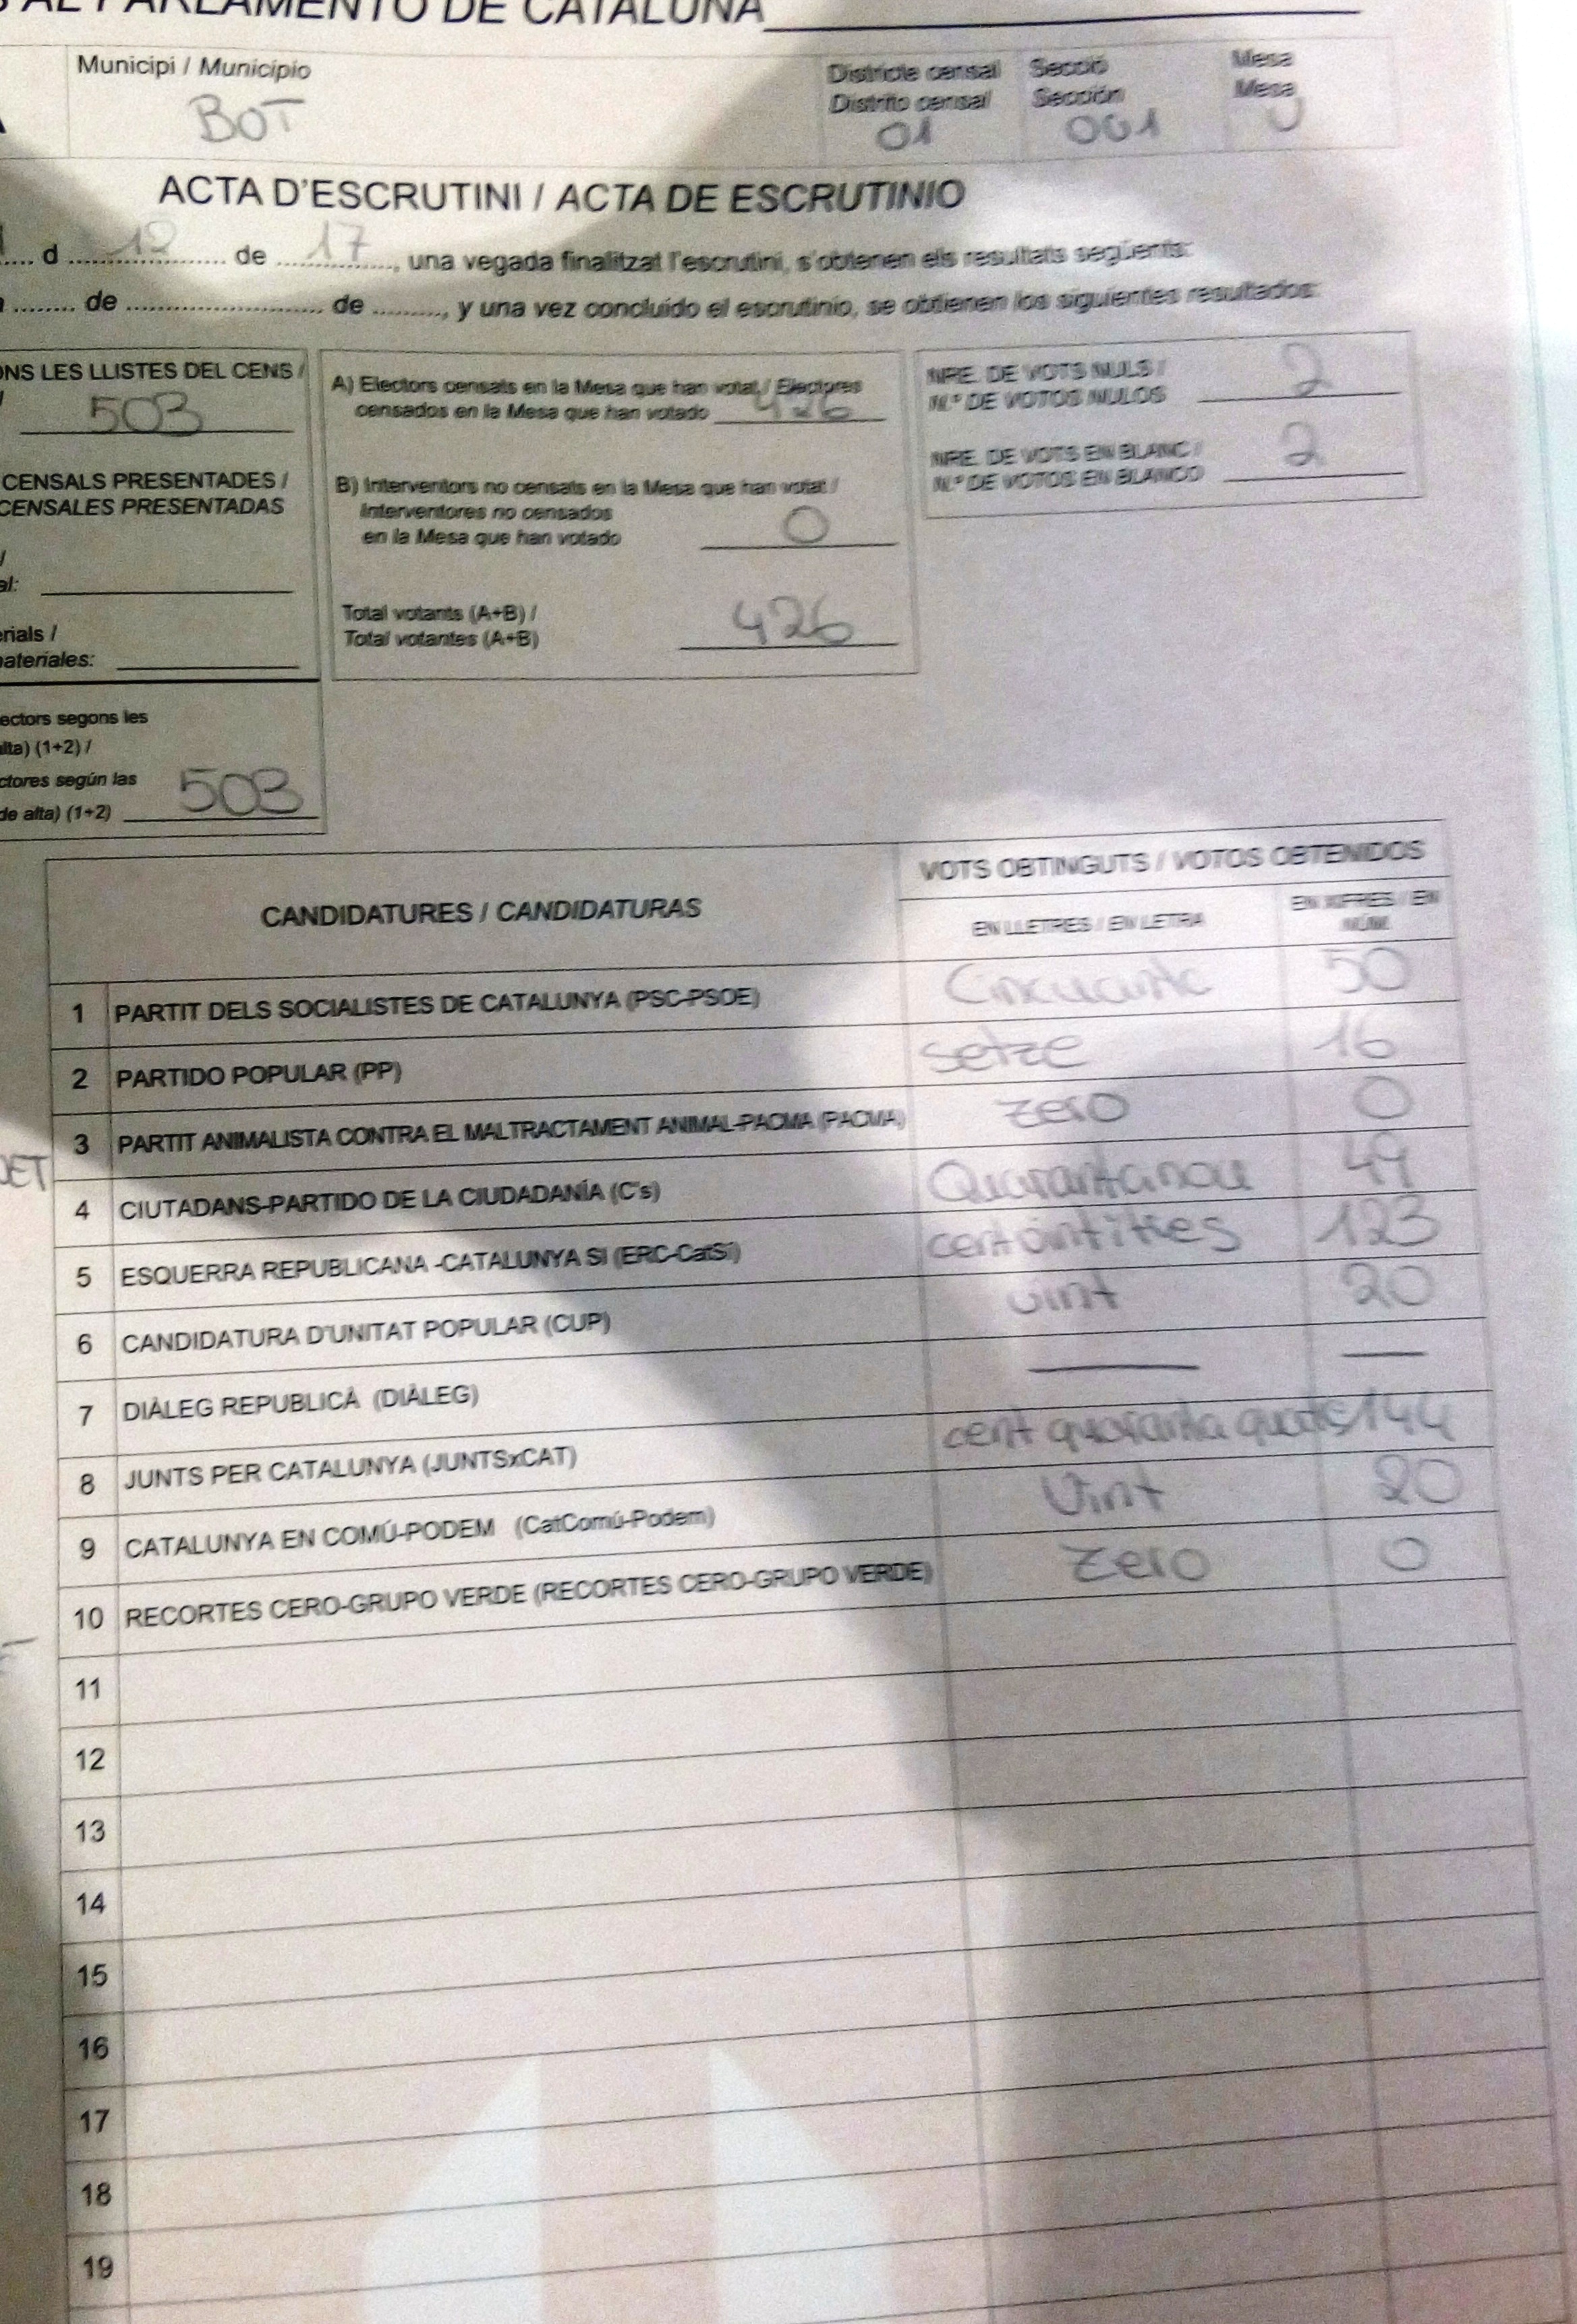 AL PARLAMENTO DE CATALUÑA
Municipi / Municipio
BOT
Districte censal
Distrito censal
01
Secció
Sección
001
Mesa
Mesa
U
ACTA D'ESCRUTINI / ACTA DE ESCRUTINIO
d 12 de 17, una vegada finalitzat l'escrutini, s'obtenen els resultats següents:
de de , y una vez concluido el escrutinio, se obtienen los siguientes resultados:
ONS LES LLISTES DEL CENS /
503
CENSALS PRESENTADES /
CENSALES PRESENTADAS
/
al:
erials /
materiales:
ectors segons les
alta) (1+2) /
ctores según las
de alta) (1+2) 503
A) Electors censats en la Mesa que han votat / Electores
censados en la Mesa que han votado 426
B) Interventors no censats en la Mesa que han votat /
Interventores no censados
en la Mesa que han votado 0
Total votants (A+B) /
Total votantes (A+B) 426
NRE. DE VOTS NULS /
N.º DE VOTOS NULOS 2
NRE. DE VOTS EN BLANC /
N.º DE VOTOS EN BLANCO 2
CANDIDATURES / CANDIDATURAS
VOTS OBTINGUTS / VOTOS OBTENIDOS
EN LLETRES / EN LETRA
EN XIFRES / EN
NÚM.
1 PARTIT DELS SOCIALISTES DE CATALUNYA (PSC-PSOE) Cincuanta 50
2 PARTIDO POPULAR (PP) setze 16
3 PARTIT ANIMALISTA CONTRA EL MALTRACTAMENT ANIMAL-PACMA (PACMA) zero 0
4 CIUTADANS-PARTIDO DE LA CIUDADANÍA (C's) Quarantanou 49
5 ESQUERRA REPUBLICANA -CATALUNYA SI (ERC-CatSí) cent vint i tres 123
6 CANDIDATURA D'UNITAT POPULAR (CUP) vint 20
7 DIÀLEG REPUBLICÀ (DIÀLEG) — —
8 JUNTS PER CATALUNYA (JUNTSxCAT) cent quaranta quatre 144
9 CATALUNYA EN COMÚ-PODEM (CatComú-Podem) Vint 20
10 RECORTES CERO-GRUPO VERDE (RECORTES CERO-GRUPO VERDE) Zero 0
11
12
13
14
15
16
17
18
19